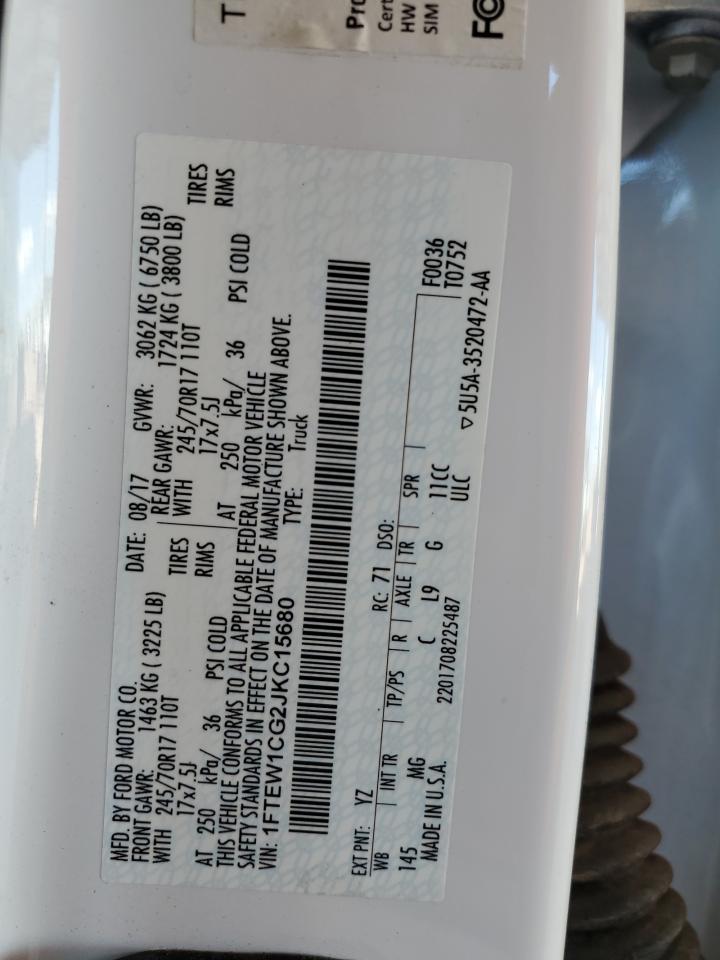 T
Pro
Cert
HW
SIM
FC
MFD. BY FORD MOTOR CO. DATE: 08/17 GVWR: 3062 KG ( 6750 LB)
FRONT GAWR: 1463 KG ( 3225 LB) REAR GAWR: 1724 KG ( 3800 LB)
WITH 245/70R17 110T TIRES WITH 245/70R17 110T TIRES
17x7.5J RIMS 17x7.5J RIMS
AT 250 kPa/ 36 PSI COLD AT 250 kPa/ 36 PSI COLD
THIS VEHICLE CONFORMS TO ALL APPLICABLE FEDERAL MOTOR VEHICLE
SAFETY STANDARDS IN EFFECT ON THE DATE OF MANUFACTURE SHOWN ABOVE.
VIN: 1FTEW1CG2JKC15680 TYPE: Truck
EXT PNT: YZ RC: 71 DSO:
WB INT TR TP/PS R AXLE TR SPR F0036
145 MG C L9 G 11CC T0752
MADE IN U.S.A. 2201708225487 ULC ▽5U5A-3520472-AA